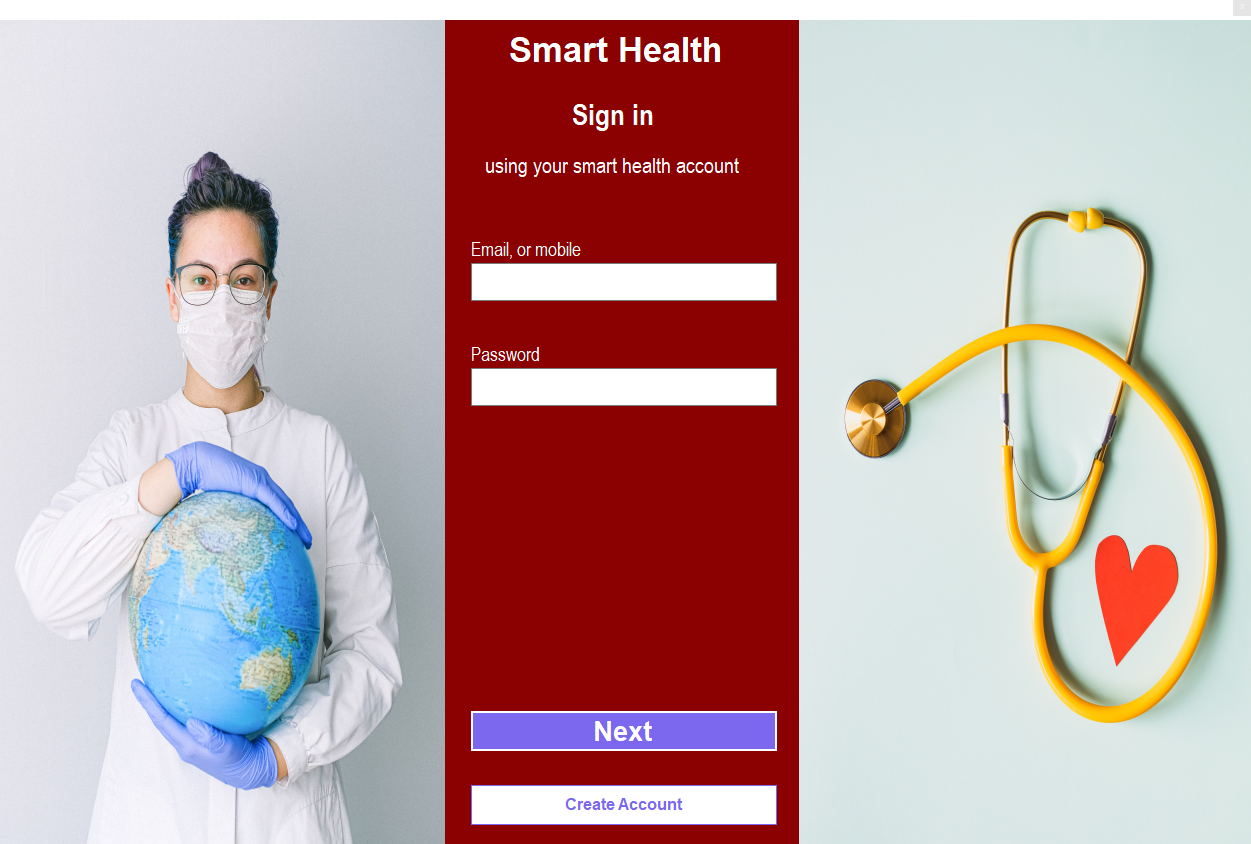 Smart Health
Sign in
using your smart health account
Email, or mobile
Password
Next
Create Account